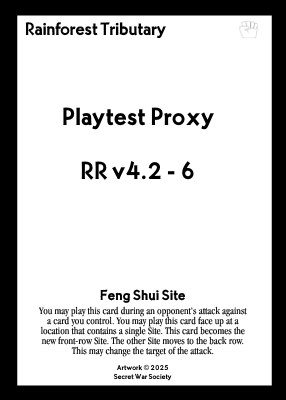 Rainforest Tributary
Playtest Proxy
RR v4.2 - 6
Feng Shui Site
You may play this card during an opponent's attack against
a card you control. You may play this card face up at a
location that contains a single Site. This card becomes the
new front-row Site. The other Site moves to the back row.
This may change the target of the attack.
Artwork © 2025
Secret War Society